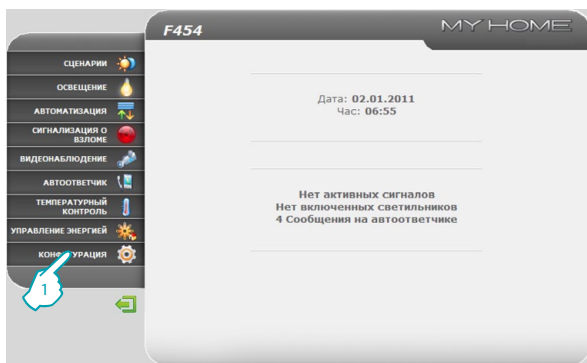 F454
MY HOME
СЦЕНАРИИ
ОСВЕЩЕНИЕ
АВТОМАТИЗАЦИЯ
СИГНАЛИЗАЦИЯ О
ВЗЛОМЕ
ВИДЕОНАБЛЮДЕНИЕ
АВТООТВЕТЧИК
ТЕМПЕРАТУРНЫЙ
КОНТРОЛЬ
УПРАВЛЕНИЕ ЭНЕРГИЕЙ
КОНФИГУРАЦИЯ
1
Дата: 02.01.2011
Час: 06:55
Нет активных сигналов
Нет включенных светильников
4 Сообщения на автоответчике